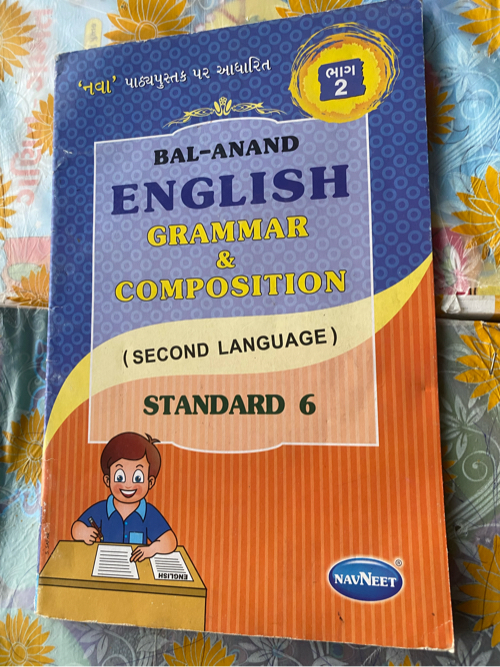 'નવા' પાઠ્યપુસ્તક પર આધારિત
ભાગ
2
BAL-ANAND
ENGLISH
GRAMMAR
&
COMPOSITION
(SECOND LANGUAGE)
STANDARD 6
ENGLISH
NAVNEET
®